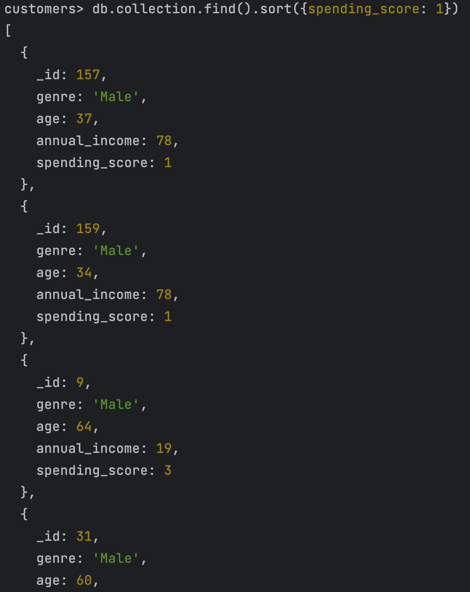 customers> db.collection.find().sort({spending_score: 1})
[
  {
    _id: 157,
    genre: 'Male',
    age: 37,
    annual_income: 78,
    spending_score: 1
  },
  {
    _id: 159,
    genre: 'Male',
    age: 34,
    annual_income: 78,
    spending_score: 1
  },
  {
    _id: 9,
    genre: 'Male',
    age: 64,
    annual_income: 19,
    spending_score: 3
  },
  {
    _id: 31,
    genre: 'Male',
    age: 60,